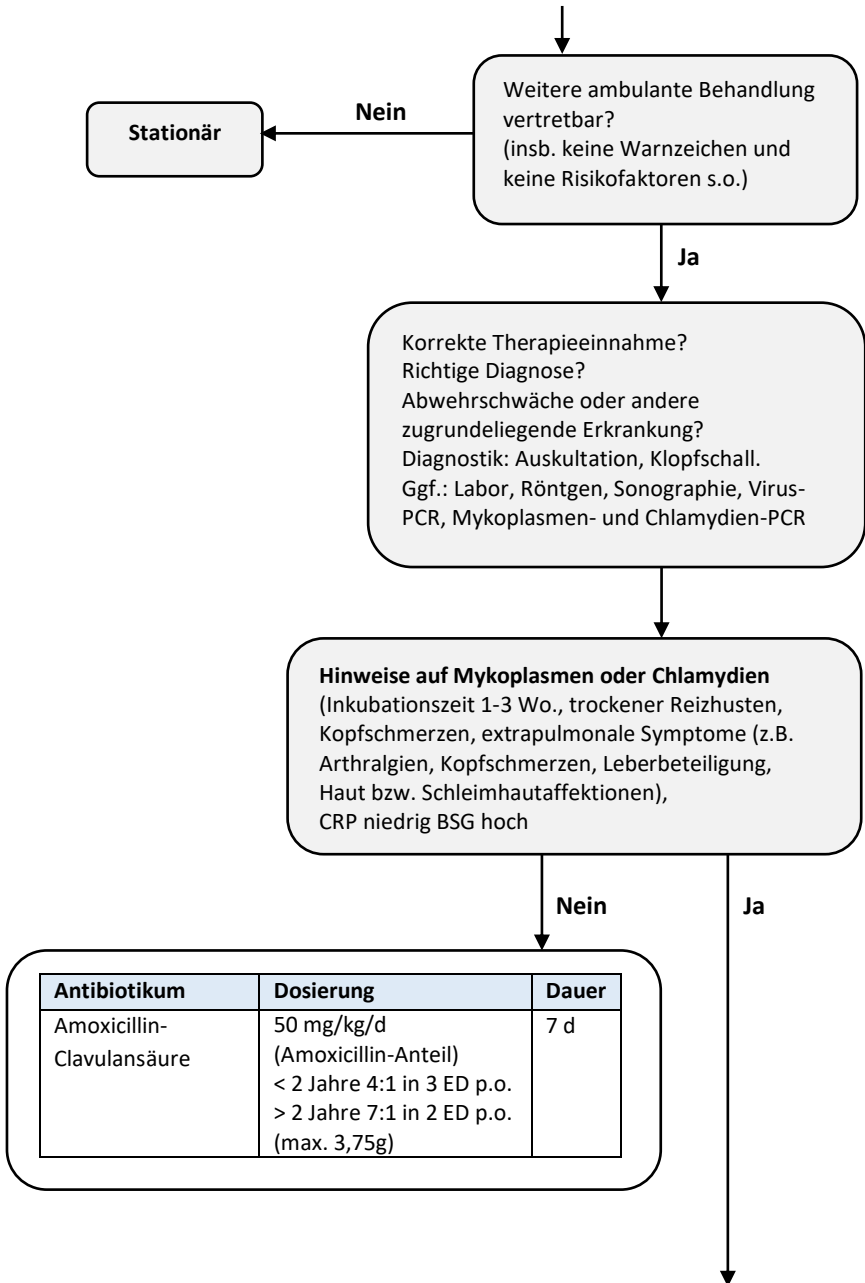 Weitere ambulante Behandlung
vertretbar?
(insb. keine Warnzeichen und
keine Risikofaktoren s.o.)
Nein
Stationär
Ja
Korrekte Therapieeinnahme?
Richtige Diagnose?
Abwehrschwäche oder andere
zugrundeliegende Erkrankung?
Diagnostik: Auskultation, Klopfschall.
Ggf.: Labor, Röntgen, Sonographie, Virus-
PCR, Mykoplasmen- und Chlamydien-PCR
Hinweise auf Mykoplasmen oder Chlamydien
(Inkubationszeit 1-3 Wo., trockener Reizhusten,
Kopfschmerzen, extrapulmonale Symptome (z.B.
Arthralgien, Kopfschmerzen, Leberbeteiligung,
Haut bzw. Schleimhautaffektionen),
CRP niedrig BSG hoch
Nein
Ja
Antibiotikum Dosierung Dauer
Amoxicillin- 50 mg/kg/d 7 d
Clavulansäure (Amoxicillin-Anteil)
< 2 Jahre 4:1 in 3 ED p.o.
> 2 Jahre 7:1 in 2 ED p.o.
(max. 3,75g)